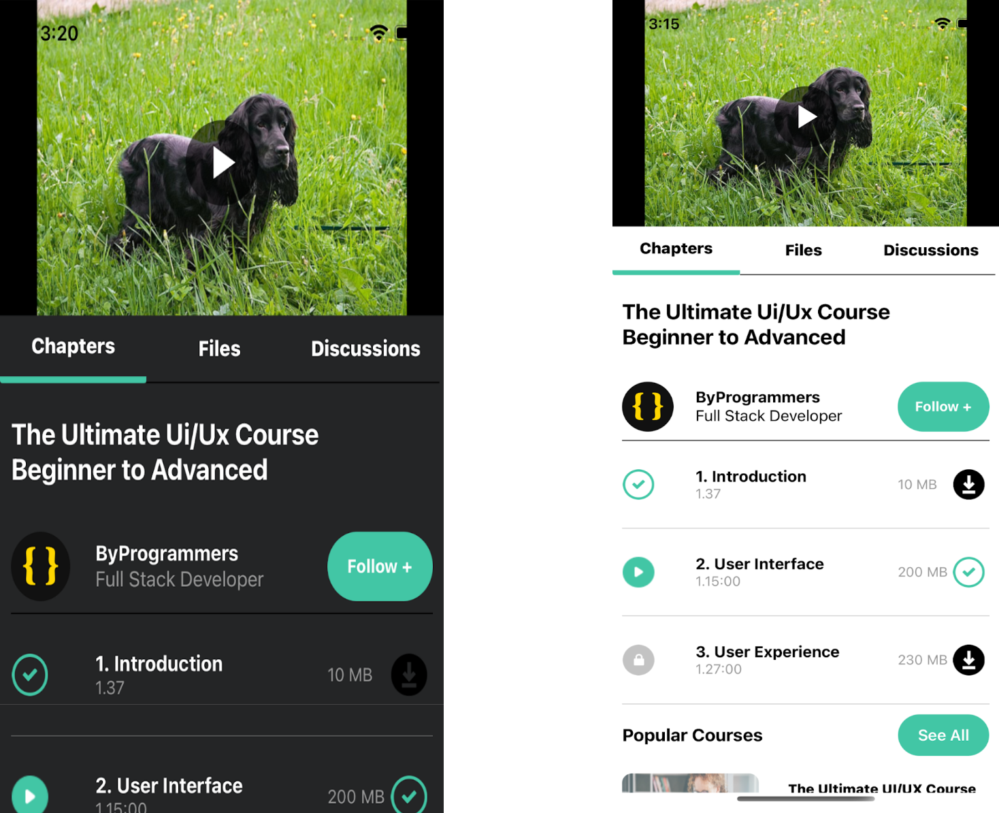 3:20
Chapters Files Discussions
The Ultimate Ui/Ux Course
Beginner to Advanced
{ }
ByProgrammers
Full Stack Developer
Follow +
1. Introduction
1.37
10 MB
2. User Interface
1.15:00
200 MB
3:15
Chapters Files Discussions
The Ultimate Ui/Ux Course
Beginner to Advanced
{ }
ByProgrammers
Full Stack Developer
Follow +
1. Introduction
1.37
10 MB
2. User Interface
1.15:00
200 MB
3. User Experience
1.27:00
230 MB
Popular Courses
See All
The Ultimate UI/UX Course